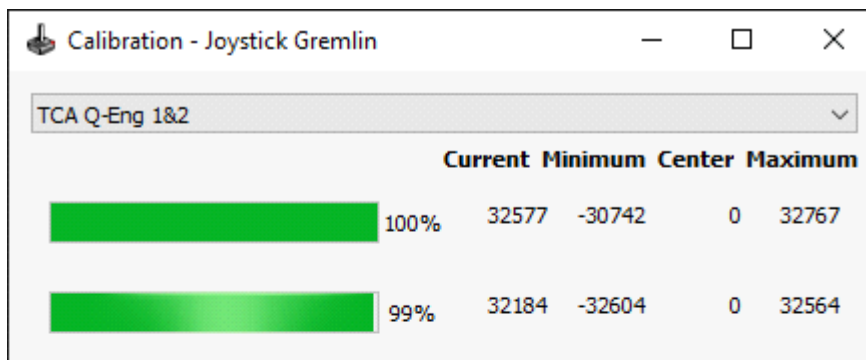 Calibration - Joystick Gremlin
TCA Q-Eng 1&2
Current Minimum Center Maximum
100% 32577 -30742 0 32767
99% 32184 -32604 0 32564